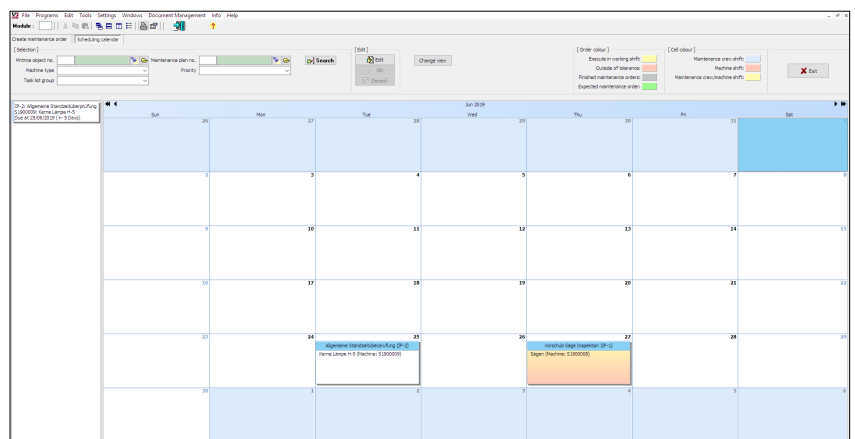 File Programs Edit Tools Settings Windows Document Management Info Help
Module :
Create maintenance order Scheduling calendar
[ Selection ] [ Edit ] [ Order colour ] [ Cell colour ]
Mntnce object no. Maintenance plan no. Search Edit Change view Execute in working shift: Maintenance crew shift:
Machine type Priority OK Outside of tolerance: Machine shift: Exit
Task list group Discard Finished maintenance orders: Maintenance crew/machine shift:
Expected maintenance order:
IP-2: Allgemeine Standzeitüberprüfung
S1900009: Kerne Lämpe H-5
Due at 25/06/2019 (+- 5 Days)
Jun 2019
Sun Mon Tue Wed Thu Fri Sat
26 27 28 29 30 31 1
2 3 4 5 6 7 8
9 10 11 12 13 14 15
16 17 18 19 20 21 22
23 24 25 26 27 28 29
Allgemeine Standzeitüberprüfung (IP-2) Vorschub Säge Inspektion (IP-1)
Kerne Lämpe H-5 (Machine: S1900009) Sägen (Machine: S1900088)
30 1 2 3 4 5 6